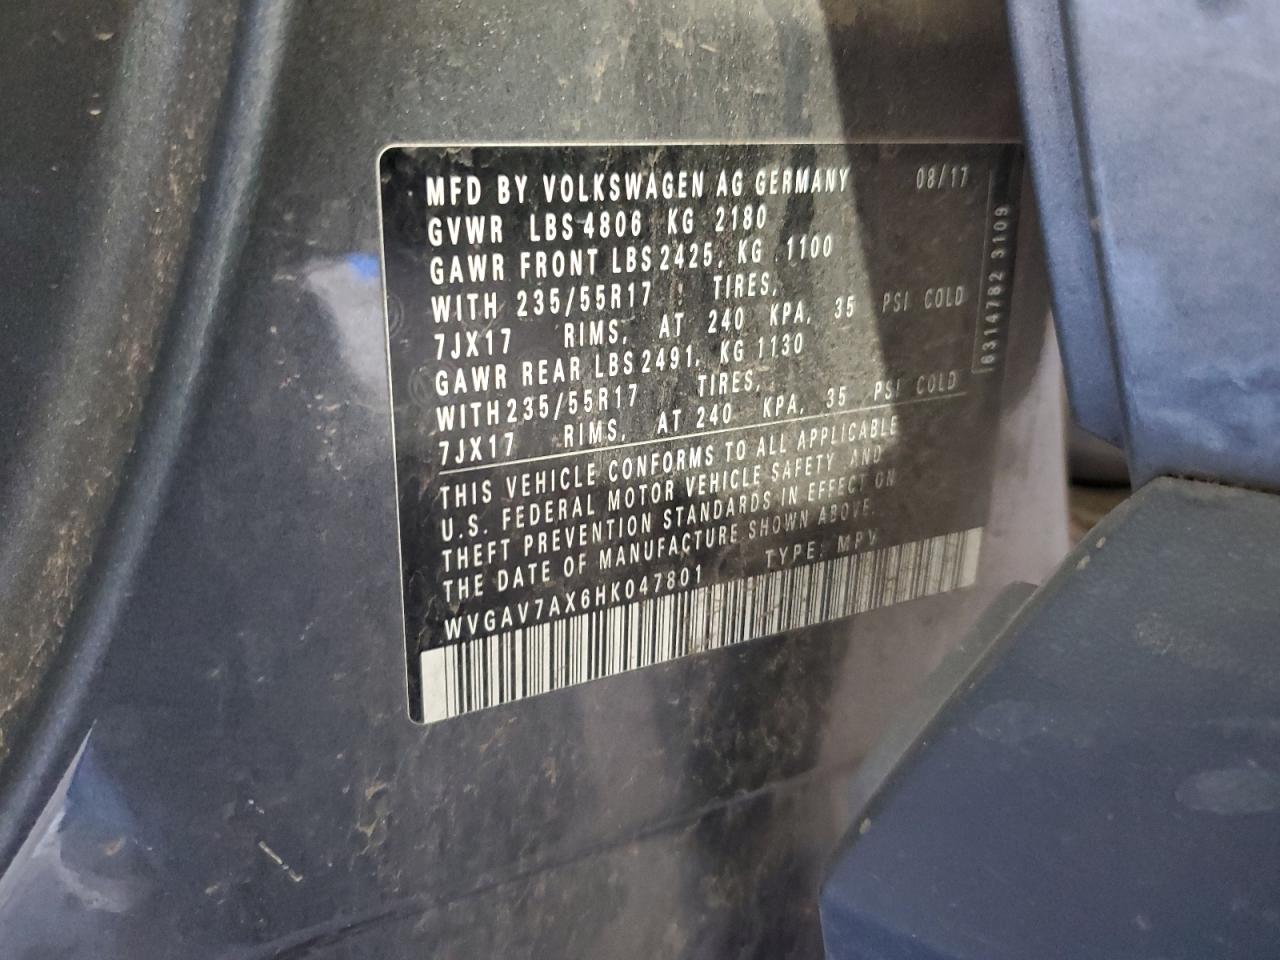 MFD BY VOLKSWAGEN AG GERMANY 08/17
GVWR LBS 4806 KG 2180
GAWR FRONT LBS 2425, KG 1100
WITH 235/55R17 TIRES,
7JX17 RIMS, AT 240 KPA, 35 PSI COLD
GAWR REAR LBS 2491, KG 1130
WITH 235/55R17 TIRES,
7JX17 RIMS, AT 240 KPA, 35 PSI COLD
THIS VEHICLE CONFORMS TO ALL APPLICABLE
U.S. FEDERAL MOTOR VEHICLE SAFETY AND
THEFT PREVENTION STANDARDS IN EFFECT ON
THE DATE OF MANUFACTURE SHOWN ABOVE.
WVGAV7AX6HK047801 TYPE: MPV